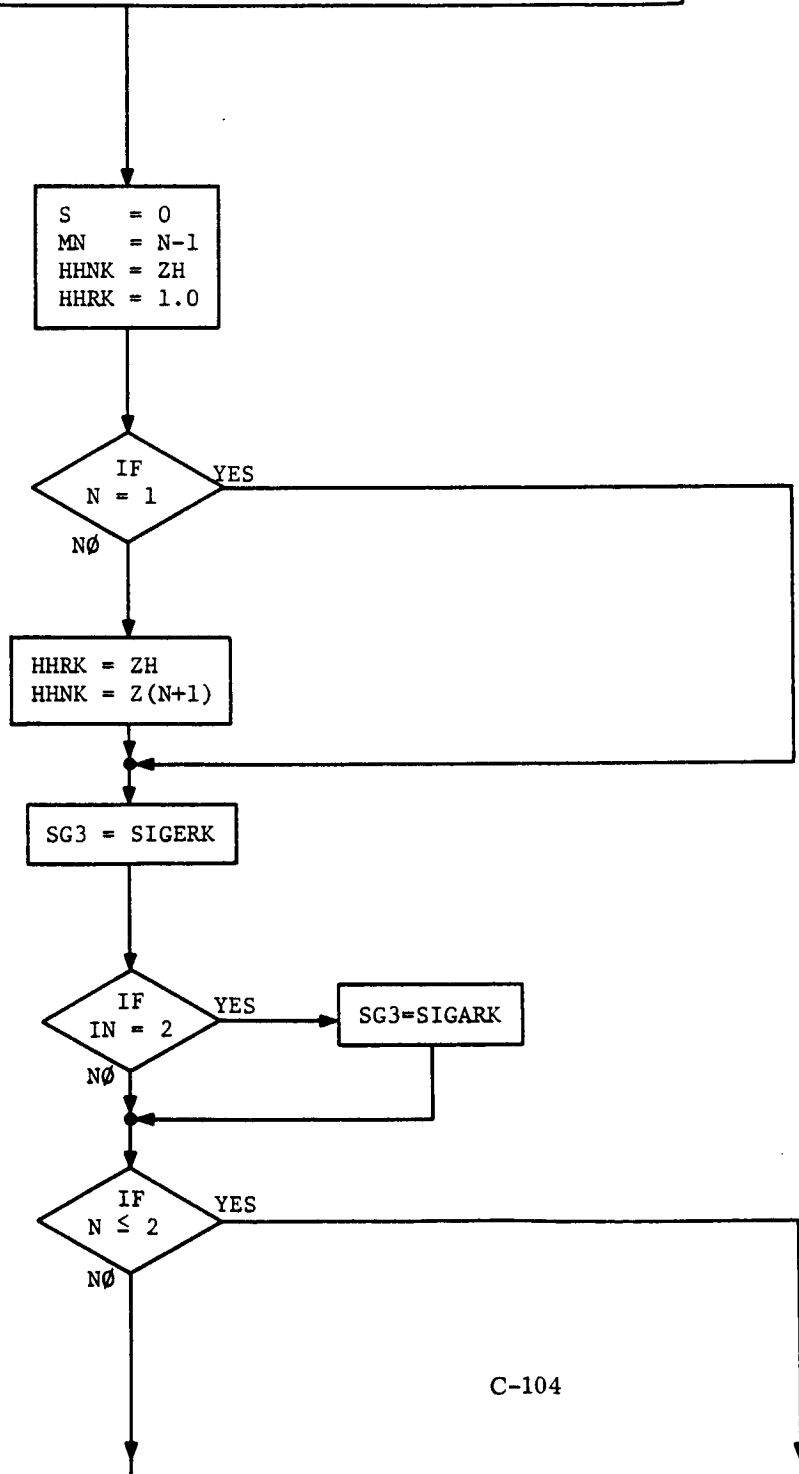 S    = 0
MN   = N-1
HHNK = ZH
HHRK = 1.0
IF
N = 1
YES
NØ
HHRK = ZH
HHNK = Z(N+1)
SG3 = SIGERK
IF
IN = 2
YES
SG3=SIGARK
NØ
IF
N ≤ 2
YES
NØ
C-104